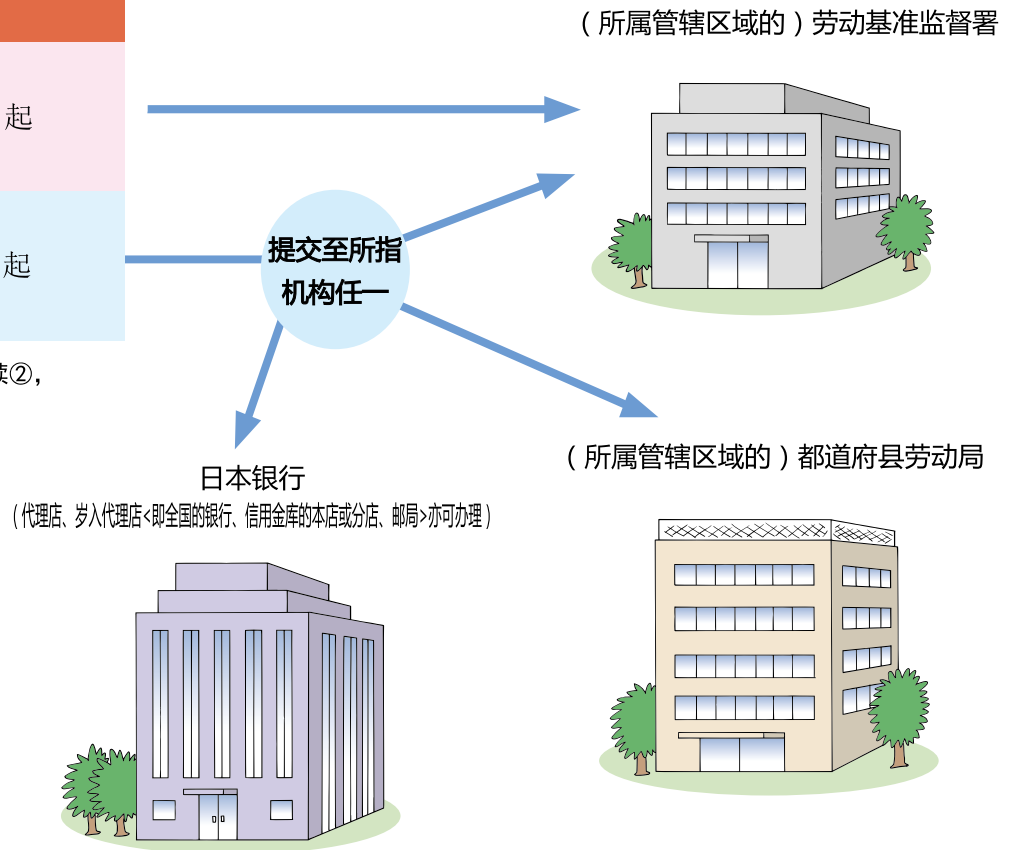 （所属管辖区域的）劳动基准监督署
起
起
提交至所指
机构任一
②，
（所属管辖区域的）都道府县劳动局
日本银行
（代理店、岁入代理店<即全国的银行、信用金库的本店或分店、邮局>亦可办理）